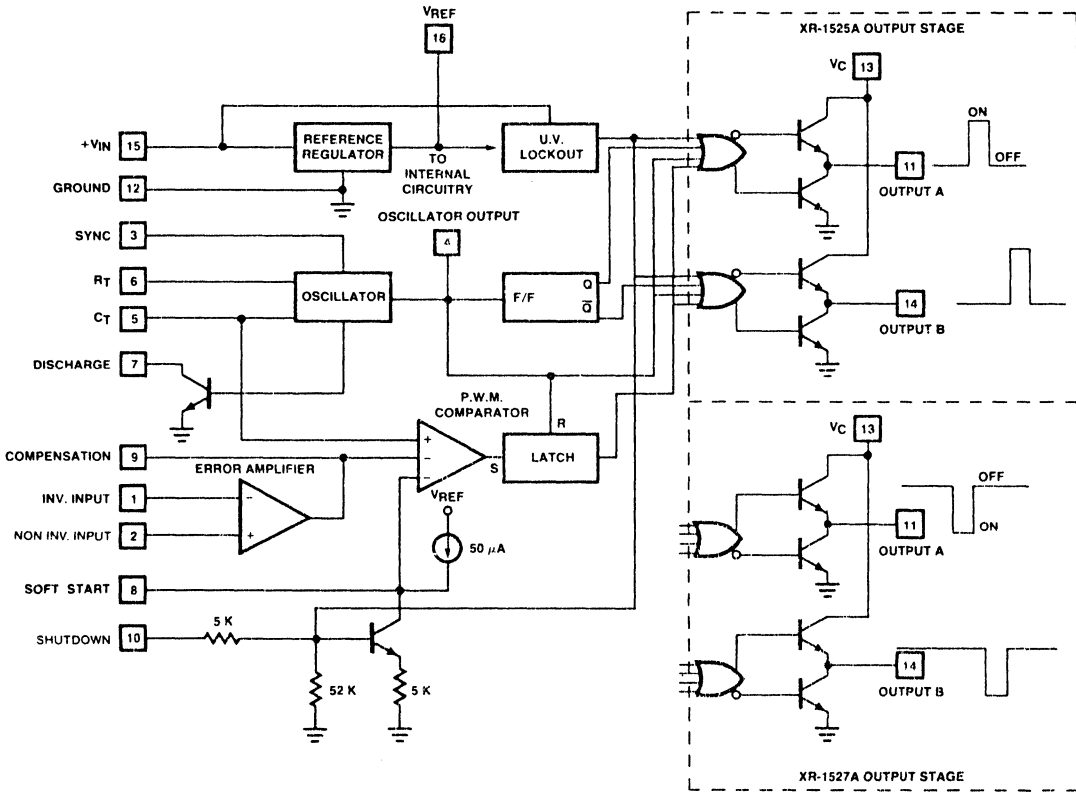 VREF
16
XR-1525A OUTPUT STAGE
VC 13
+VIN 15
REFERENCE
REGULATOR
TO
INTERNAL
CIRCUITRY
U.V.
LOCKOUT
ON
OFF
11
OUTPUT A
GROUND 12
OSCILLATOR OUTPUT
4
SYNC 3
RT 6
OSCILLATOR
F/F
Q
Q̅
CT 5
14
OUTPUT B
DISCHARGE 7
P.W.M.
COMPARATOR
R
+
−
−
S
LATCH
COMPENSATION 9
ERROR AMPLIFIER
INV. INPUT 1
−
NON INV. INPUT 2
+
VREF
50 μA
SOFT START 8
SHUTDOWN 10
5 K
52 K
5 K
VC 13
OFF
ON
11
OUTPUT A
14
OUTPUT B
XR-1527A OUTPUT STAGE